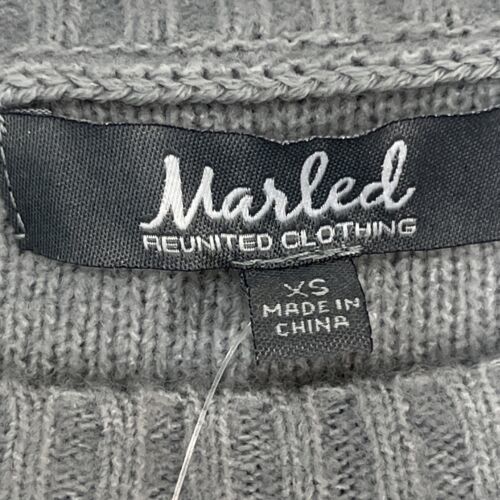 Marled
REUNITED CLOTHING
XS
MADE IN
CHINA